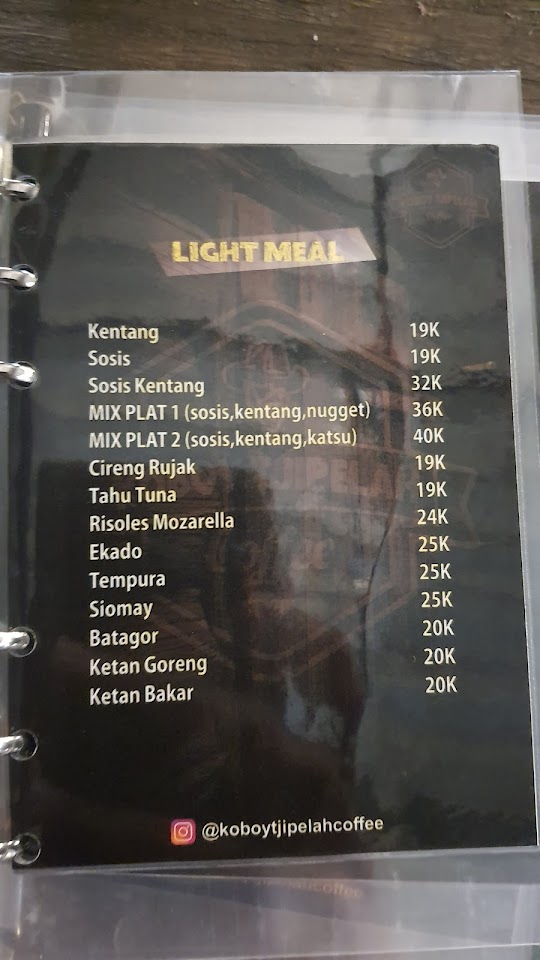 LIGHT MEAL
Kentang 19K
Sosis 19K
Sosis Kentang 32K
MIX PLAT 1 (sosis,kentang,nugget) 36K
MIX PLAT 2 (sosis,kentang,katsu) 40K
Cireng Rujak 19K
Tahu Tuna 19K
Risoles Mozarella 24K
Ekado 25K
Tempura 25K
Siomay 25K
Batagor 20K
Ketan Goreng 20K
Ketan Bakar 20K
@koboytjipelahcoffee